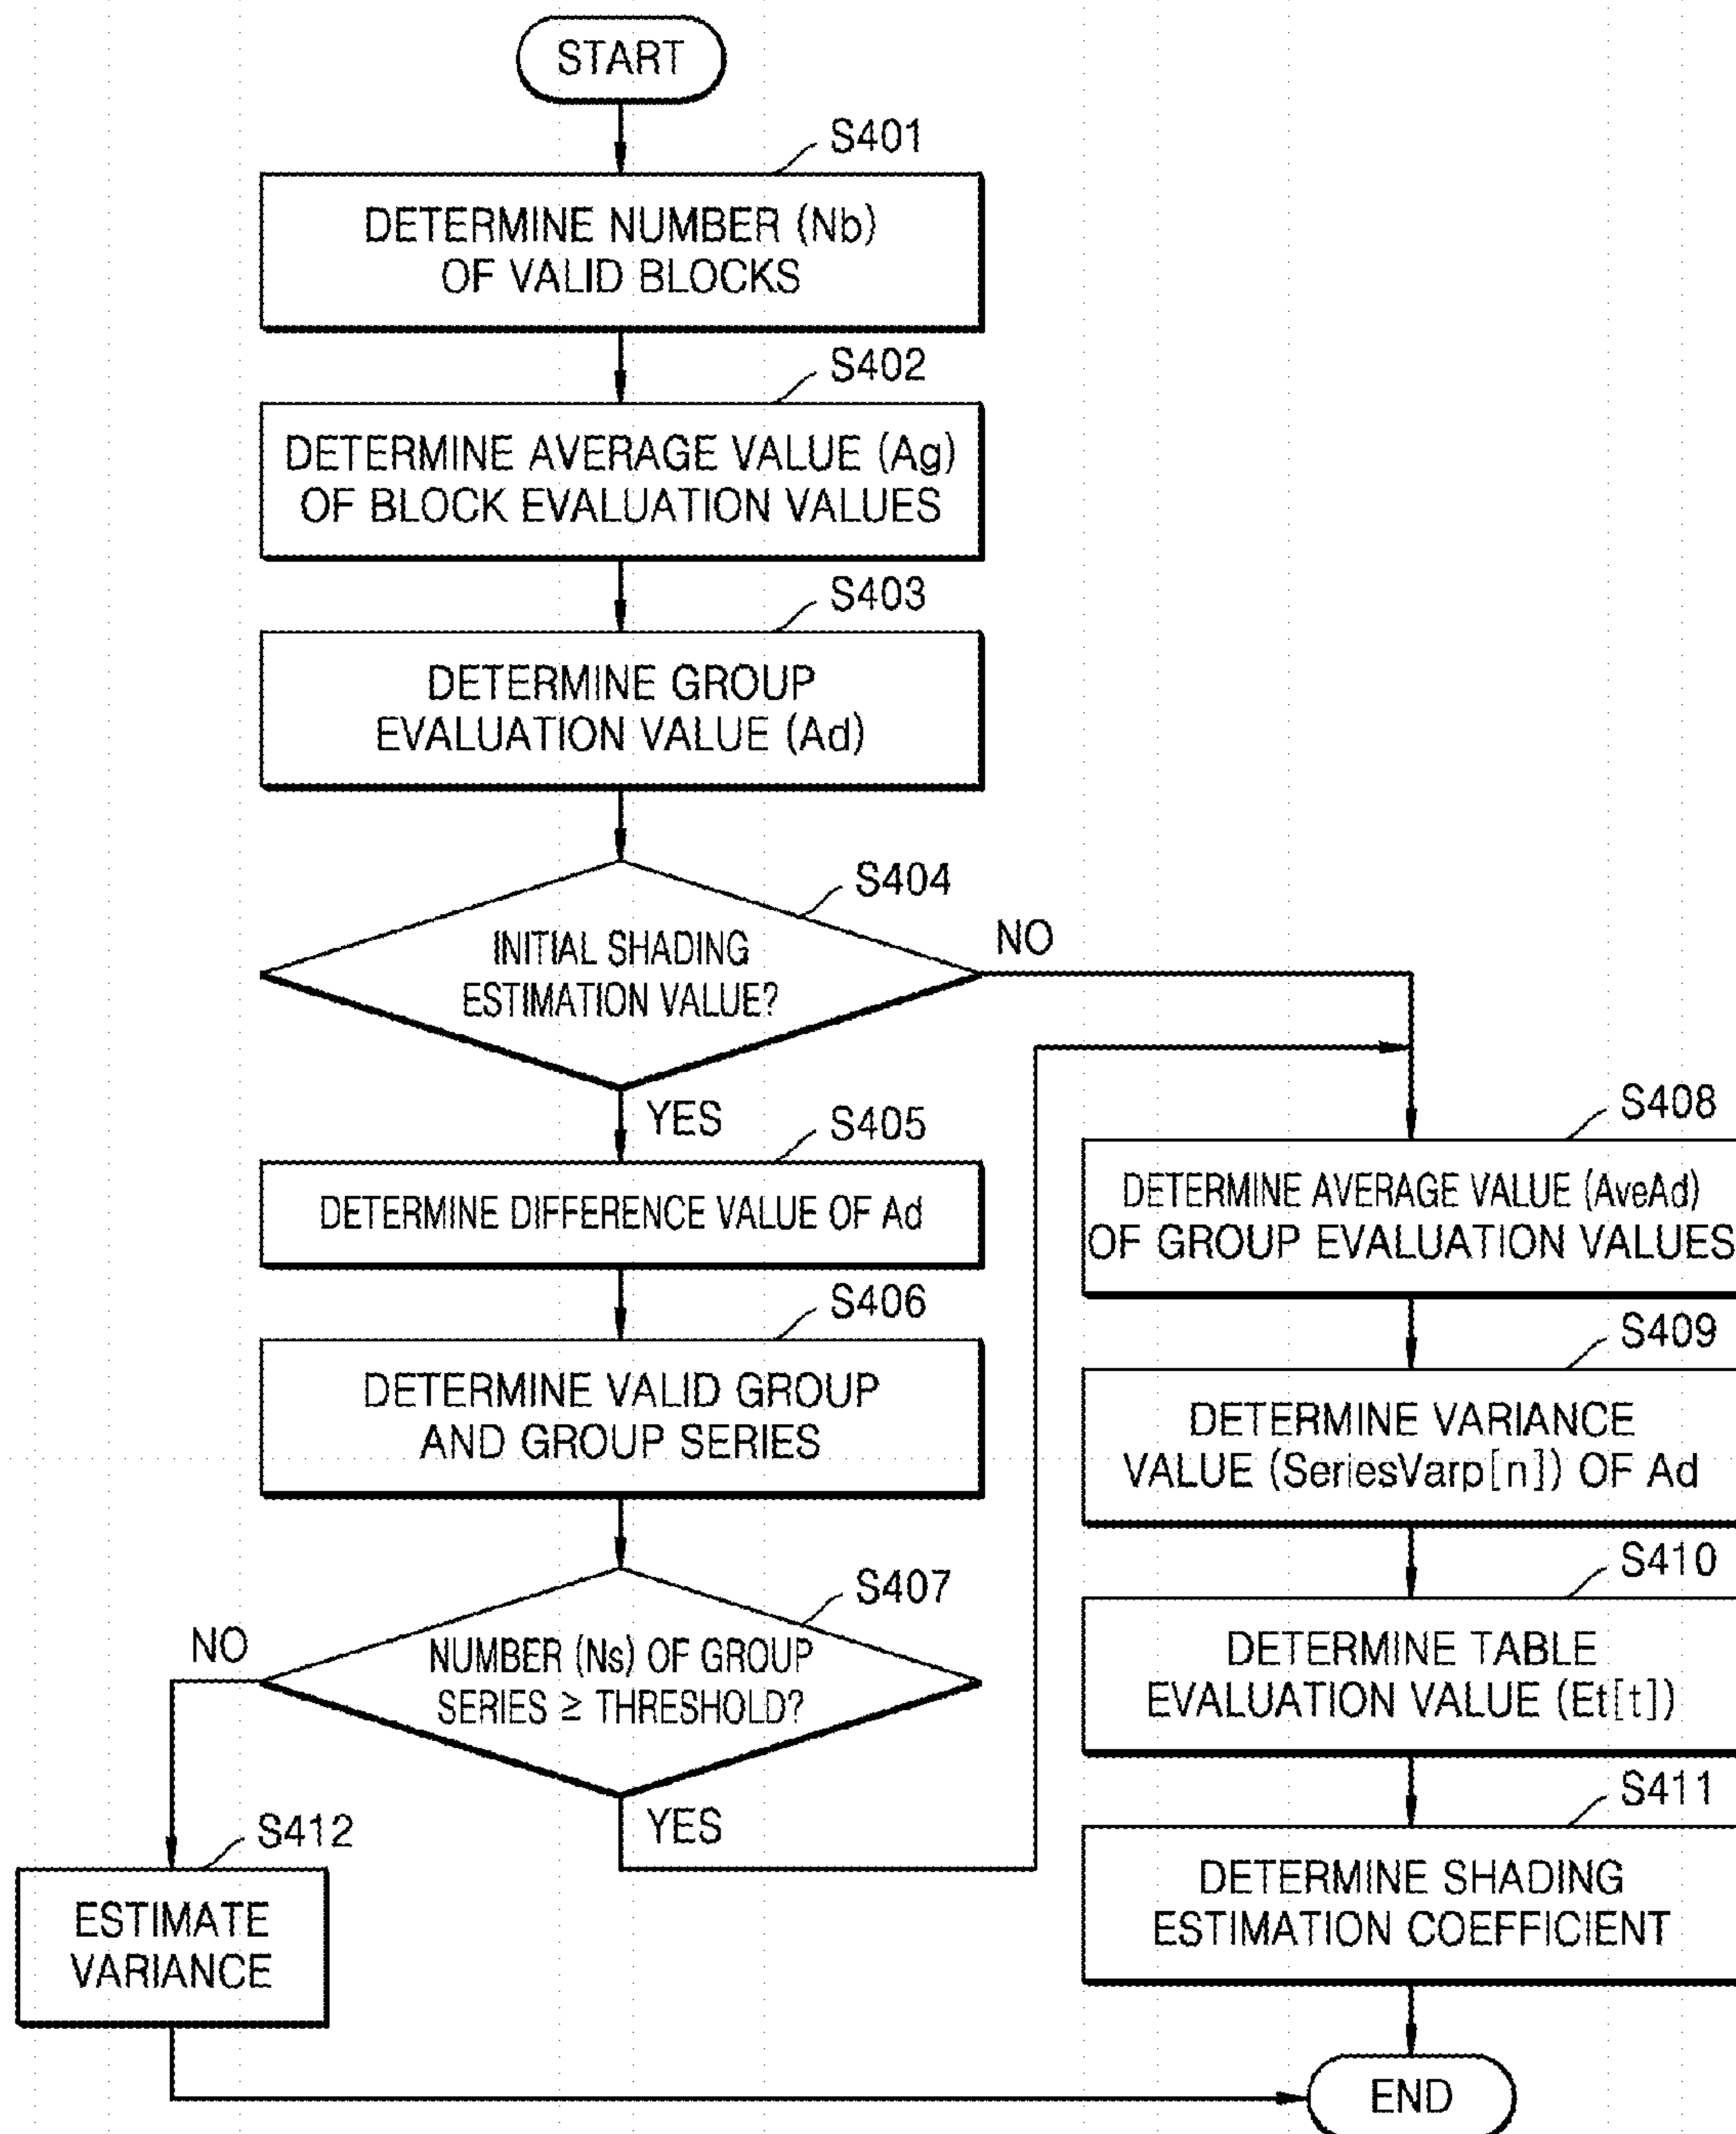 START
S401
DETERMINE NUMBER (Nb)
OF VALID BLOCKS
S402
DETERMINE AVERAGE VALUE (Ag)
OF BLOCK EVALUATION VALUES
S403
DETERMINE GROUP
EVALUATION VALUE (Ad)
S404
INITIAL SHADING
ESTIMATION VALUE?
NO
YES
S405
DETERMINE DIFFERENCE VALUE OF Ad
S406
DETERMINE VALID GROUP
AND GROUP SERIES
S407
NUMBER (Ns) OF GROUP
SERIES ≥ THRESHOLD?
NO
YES
S412
ESTIMATE
VARIANCE
S408
DETERMINE AVERAGE VALUE (AveAd)
OF GROUP EVALUATION VALUES
S409
DETERMINE VARIANCE
VALUE (SeriesVarp[n]) OF Ad
S410
DETERMINE TABLE
EVALUATION VALUE (Et[t])
S411
DETERMINE SHADING
ESTIMATION COEFFICIENT
END